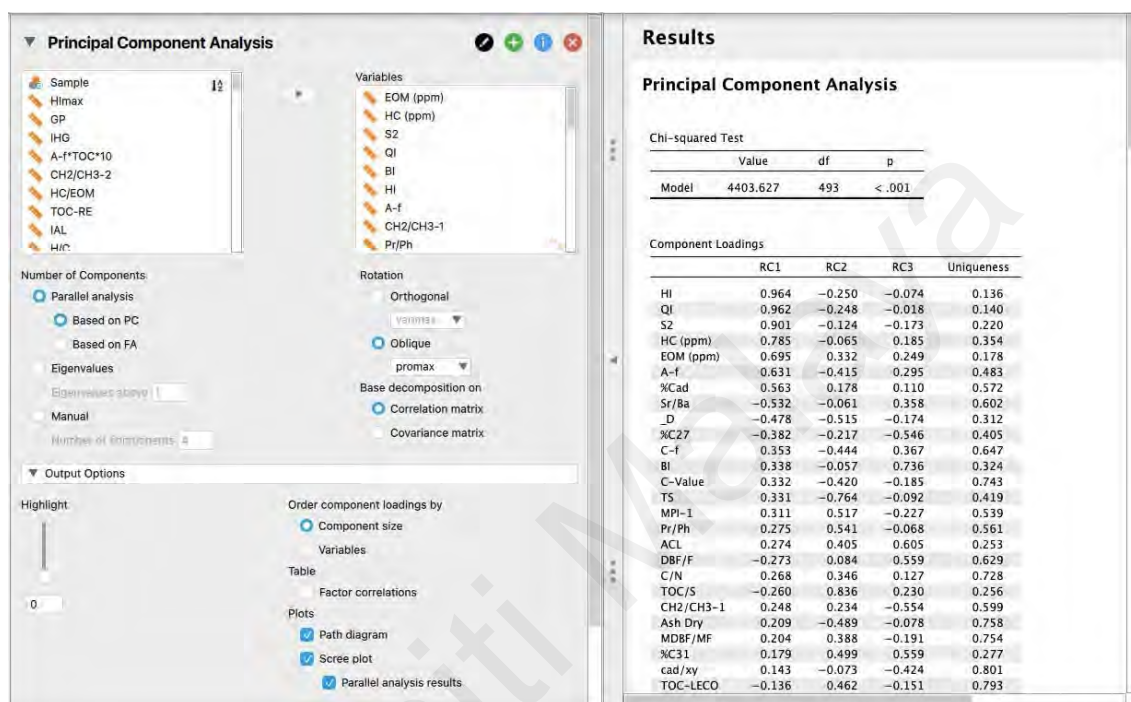 Principal Component Analysis
Sample
HImax
GP
IHG
A-f*TOC*10
CH2/CH3-2
HC/EOM
TOC-RE
IAL
H/C
Variables
EOM (ppm)
HC (ppm)
S2
QI
BI
HI
A-f
CH2/CH3-1
Pr/Ph
Number of Components
Parallel analysis
Based on PC
Based on FA
Eigenvalues
Eigenvalues above 1
Manual
Number of Components
Rotation
Orthogonal
varimax
Oblique
promax
Base decomposition on
Correlation matrix
Covariance matrix
Output Options
Highlight
0
Order component loadings by
Component size
Variables
Table
Factor correlations
Plots
Path diagram
Scree plot
Parallel analysis results
Results
Principal Component Analysis
Chi-squared Test
Value df p
Model 4403.627 493 < .001
Component Loadings
RC1 RC2 RC3 Uniqueness
HI 0.964 −0.250 −0.074 0.136
QI 0.962 −0.248 −0.018 0.140
S2 0.901 −0.124 −0.173 0.220
HC (ppm) 0.785 −0.065 0.185 0.354
EOM (ppm) 0.695 0.332 0.249 0.178
A-f 0.631 −0.415 0.295 0.483
%Cad 0.563 0.178 0.110 0.572
Sr/Ba −0.532 −0.061 0.358 0.602
_D −0.478 −0.515 −0.174 0.312
%C27 −0.382 −0.217 −0.546 0.405
C-f 0.353 −0.444 0.367 0.647
BI 0.338 −0.057 0.736 0.324
C-Value 0.332 −0.420 −0.185 0.743
TS 0.331 −0.764 −0.092 0.419
MPI-1 0.311 0.517 −0.227 0.539
Pr/Ph 0.275 0.541 −0.068 0.561
ACL 0.274 0.405 0.605 0.253
DBF/F −0.273 0.084 0.559 0.629
C/N 0.268 0.346 0.127 0.728
TOC/S −0.260 0.836 0.230 0.256
CH2/CH3-1 0.248 0.234 −0.554 0.599
Ash Dry 0.209 −0.489 −0.078 0.758
MDBF/MF 0.204 0.388 −0.191 0.754
%C31 0.179 0.499 0.559 0.277
cad/xy 0.143 −0.073 −0.424 0.801
TOC-LECO −0.136 0.462 −0.151 0.793